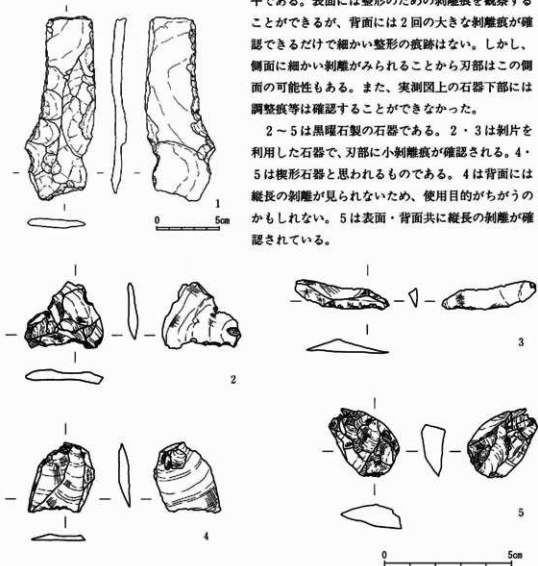 平である。表面には整形のための剥離痕を観察する
ことができるが、背面には2回の大きな剥離痕が確
認できるだけで細かい整形の痕跡はない。しかし、
側面に細かい剥離がみられることから刃部はこの側
面の可能性もある。また、実測図上の石器下部には
調整痕等は確認することができなかった。
2～5は黒曜石製の石器である。2・3は剥片を
利用した石器で、刃部に小剥離痕が確認される。4・
5は楔形石器と思われるものである。4は背面には
縦長の剥離が見られないため、使用目的がちがうの
かもしれない。5は表面・背面共に縦長の剥離が確
認されている。
1
0 5cm
2
3
4
5
0 5cm